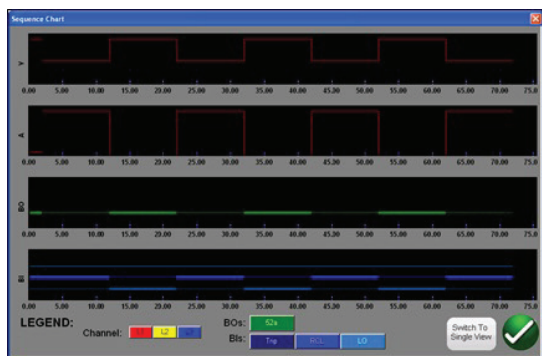 Sequence Chart
V
0.00 5.00 10.00 15.00 20.00 25.00 30.00 35.00 40.00 45.00 50.00 55.00 60.00 65.00 70.00 75.0
A
0.00 5.00 10.00 15.00 20.00 25.00 30.00 35.00 40.00 45.00 50.00 55.00 60.00 65.00 70.00 75.0
BO
0.00 5.00 10.00 15.00 20.00 25.00 30.00 35.00 40.00 45.00 50.00 55.00 60.00 65.00 70.00 75.0
BI
0.00 5.00 10.00 15.00 20.00 25.00 30.00 35.00 40.00 45.00 50.00 55.00 60.00 65.00 70.00 75.0
LEGEND:
Channel: L1 L2 L3
BOs: 52a
BIs: Trip RCL LO
Switch To
Single View